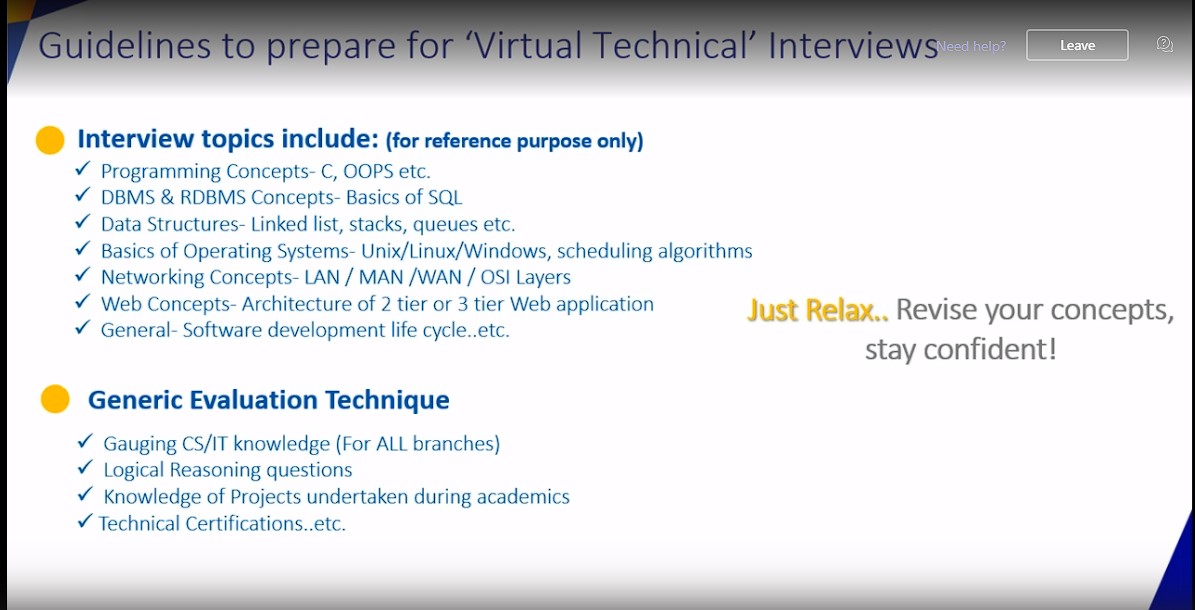 Guidelines to prepare for ‘Virtual Technical’ Interviews
Need help?
Leave
Interview topics include: (for reference purpose only)
✓ Programming Concepts- C, OOPS etc.
✓ DBMS & RDBMS Concepts- Basics of SQL
✓ Data Structures- Linked list, stacks, queues etc.
✓ Basics of Operating Systems- Unix/Linux/Windows, scheduling algorithms
✓ Networking Concepts- LAN / MAN /WAN / OSI Layers
✓ Web Concepts- Architecture of 2 tier or 3 tier Web application
✓ General- Software development life cycle..etc.
Just Relax.. Revise your concepts,
stay confident!
Generic Evaluation Technique
✓ Gauging CS/IT knowledge (For ALL branches)
✓ Logical Reasoning questions
✓ Knowledge of Projects undertaken during academics
✓ Technical Certifications..etc.